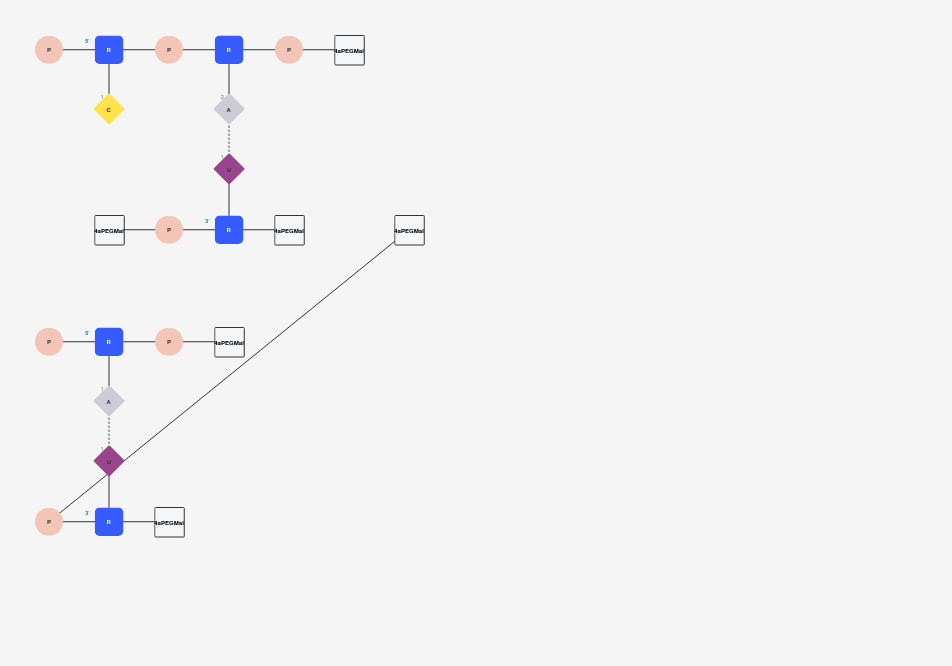 P 5' R P R P 4aPEGMal
1 C 2 A
1 U
4aPEGMal P 3' R 4aPEGMal 4aPEGMal
P 5' R P 4aPEGMal
1 A
1 U
P 3' R 4aPEGMal